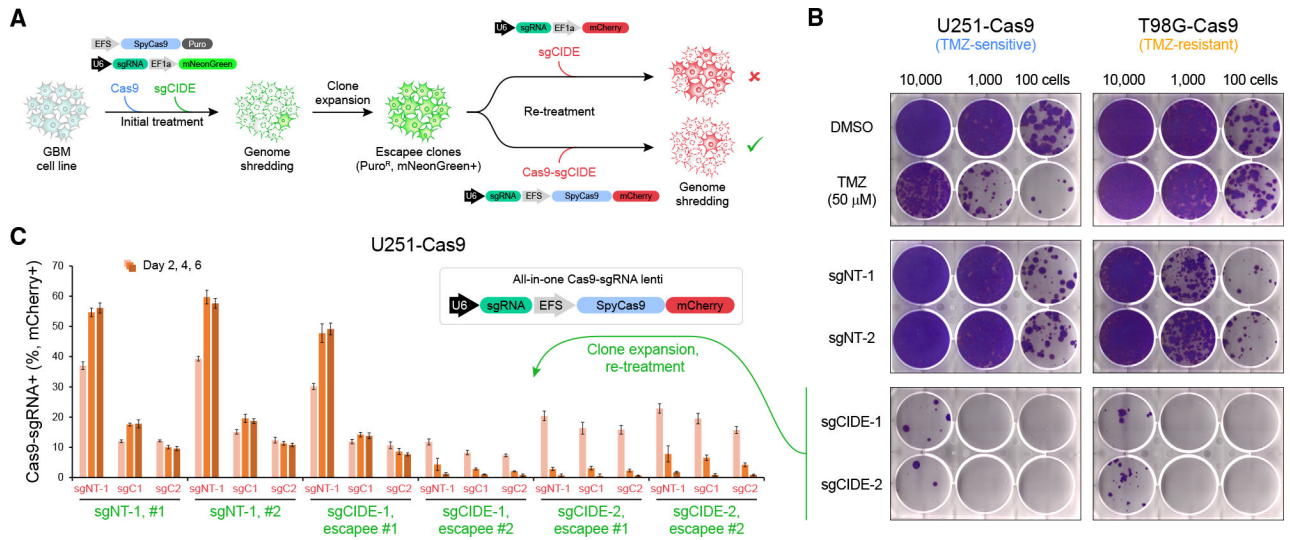 A
EFS SpyCas9 Puro
U6 sgRNA EF1a mNeonGreen
Cas9 sgCIDE
Initial treatment
GBM
cell line
Genome
shredding
Clone
expansion
Escapee clones
(Puroᴿ, mNeonGreen+)
U6 sgRNA EF1a mCherry
sgCIDE
Re-treatment
Cas9-sgCIDE
U6 sgRNA EFS SpyCas9 mCherry
Genome
shredding
B
U251-Cas9
(TMZ-sensitive)
T98G-Cas9
(TMZ-resistant)
10,000 1,000 100 cells
10,000 1,000 100 cells
DMSO
TMZ
(50 μM)
sgNT-1
sgNT-2
sgCIDE-1
sgCIDE-2
C
U251-Cas9
Cas9-sgRNA+ (%, mCherry+)
70
60
50
40
30
20
10
0
Day 2, 4, 6
All-in-one Cas9-sgRNA lenti
U6 sgRNA EFS SpyCas9 mCherry
Clone expansion,
re-treatment
sgNT-1 sgC1 sgC2 sgNT-1 sgC1 sgC2 sgNT-1 sgC1 sgC2 sgNT-1 sgC1 sgC2 sgNT-1 sgC1 sgC2 sgNT-1 sgC1 sgC2
sgNT-1, #1
sgNT-1, #2
sgCIDE-1,
escapee #1
sgCIDE-1,
escapee #2
sgCIDE-2,
escapee #1
sgCIDE-2,
escapee #2